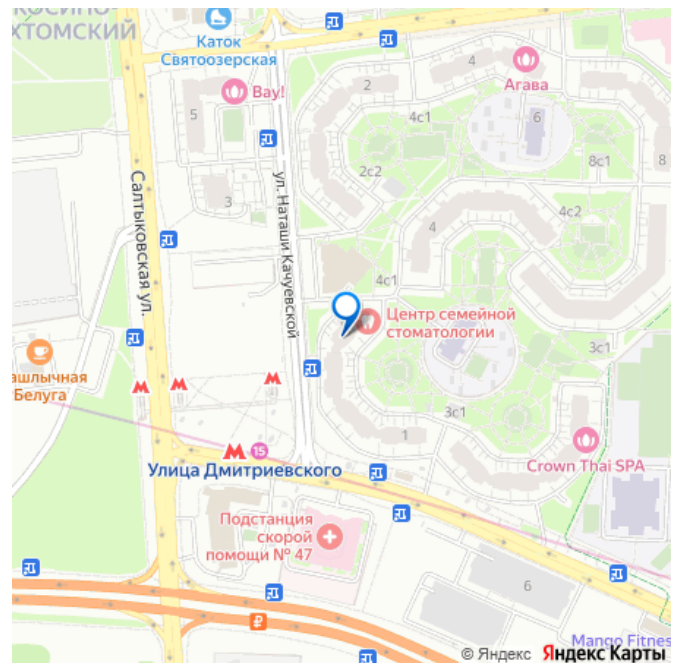 КОСИНО-
ХТОМСКИЙ
Каток
Святоозерская
Bay!
5
3
2
4
Агава
4с1
6
8с1
8
2с2
4с2
4
Салтыковская ул.
ул. Наташи Качуевской
4с1
Центр семейной
стоматологии
3с1
ашлычная
Белуга
3с1
1
15
Улица Дмитриевского
Crown Thai SPA
Подстанция
скорой
помощи № 47
6
Mango Fitnes
© Яндекс Яндекс Карты